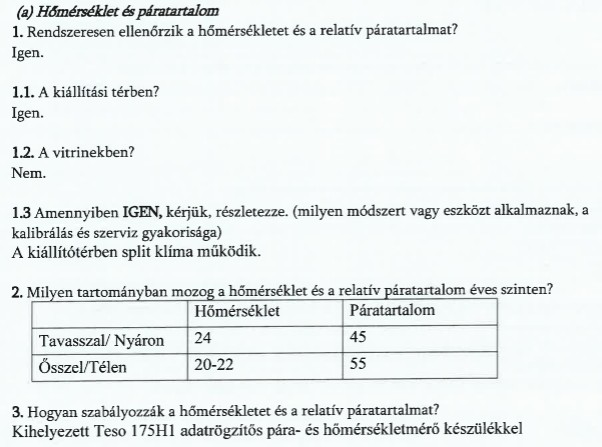 (a) Hőmérséklet és páratartalom
1. Rendszeresen ellenőrzik a hőmérsékletet és a relatív páratartalmat?
Igen.
1.1. A kiállítási térben?
Igen.
1.2. A vitrinekben?
Nem.
1.3 Amennyiben IGEN, kérjük, részletezze. (milyen módszert vagy eszközt alkalmaznak, a
kalibrálás és szerviz gyakorisága)
A kiállítótérben split klíma működik.
2. Milyen tartományban mozog a hőmérséklet és a relatív páratartalom éves szinten?
Hőmérséklet Páratartalom
Tavasszal/ Nyáron 24 45
Ősszel/Télen 20-22 55
3. Hogyan szabályozzák a hőmérsékletet és a relatív páratartalmat?
Kihelyezett Teso 175H1 adatrögzítős pára- és hőmérsékletmérő készülékkel